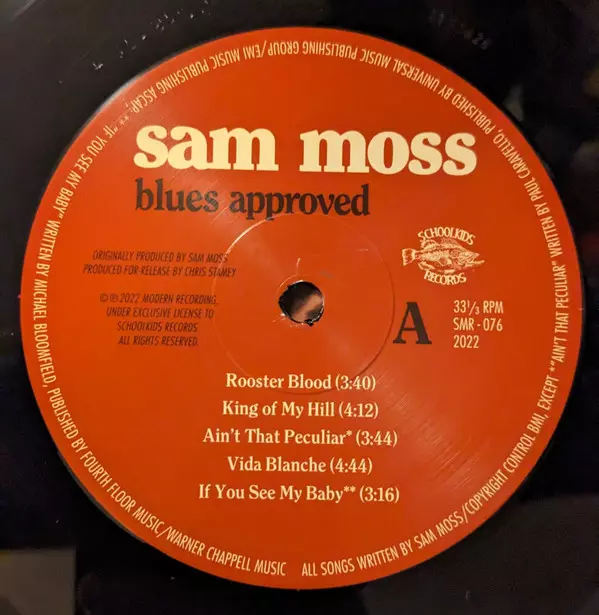 sam moss
blues approved
ORIGINALLY PRODUCED BY SAM MOSS
PRODUCED FOR RELEASE BY CHRIS STAMEY
©℗2022 MODERN RECORDING,
UNDER EXCLUSIVE LICENSE TO
SCHOOLKIDS RECORDS
ALL RIGHTS RESERVED.
SCHOOLKIDS
RECORDS
A
33⅓ RPM
SMR - 076
2022
Rooster Blood (3:40)
King of My Hill (4:12)
Ain't That Peculiar* (3:44)
Vida Blanche (4:44)
If You See My Baby** (3:16)
ALL SONGS WRITTEN BY SAM MOSS/COPYRIGHT CONTROL BMI, EXCEPT *"AIN'T THAT PECULIAR" WRITTEN BY PAUL CARAVELLO, PUBLISHED BY UNIVERSAL MUSIC PUBLISHING GROUP/EMI MUSIC PUBLISHING ASCAP. **"IF YOU SEE MY BABY" WRITTEN BY MICHAEL BLOOMFIELD, PUBLISHED BY FOURTH FLOOR MUSIC/WARNER CHAPPELL MUSIC